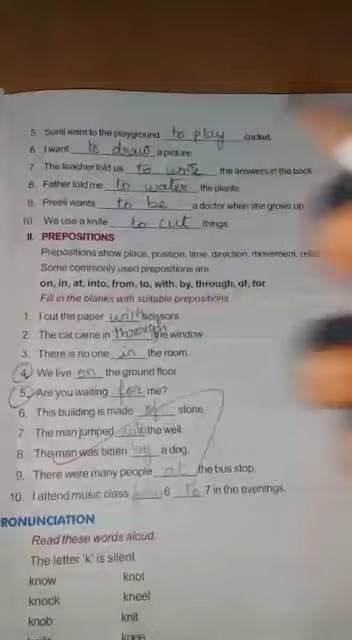 5. Sunil went to the playground to play cricket.
6. I want to draw a picture
7. The teacher told us to write the answers in the book
8. Father told me to water the plants
9. Preeti wants to be a doctor when she grows up
10. We use a knife to cut things
II. PREPOSITIONS
Prepositions show place, position, time, direction, movement,
Some commonly used prepositions are
on, in, at, into, from, to, with, by, through, of, for
Fill in the blanks with suitable prepositions
1. I cut the paper with scissors.
2. The cat came in through the window
3. There is no one in the room
4. We live on the ground floor
5. Are you waiting for me?
6. This building is made of stone
7. The man jumped into the well
8. The man was bitten by a dog.
9. There were many people at the bus stop.
10. I attend music class 6 to 7 in the evenings.
RONUNCIATION
Read these words aloud.
The letter 'k' is silent
know knot
knock kneel
knob knit
knee